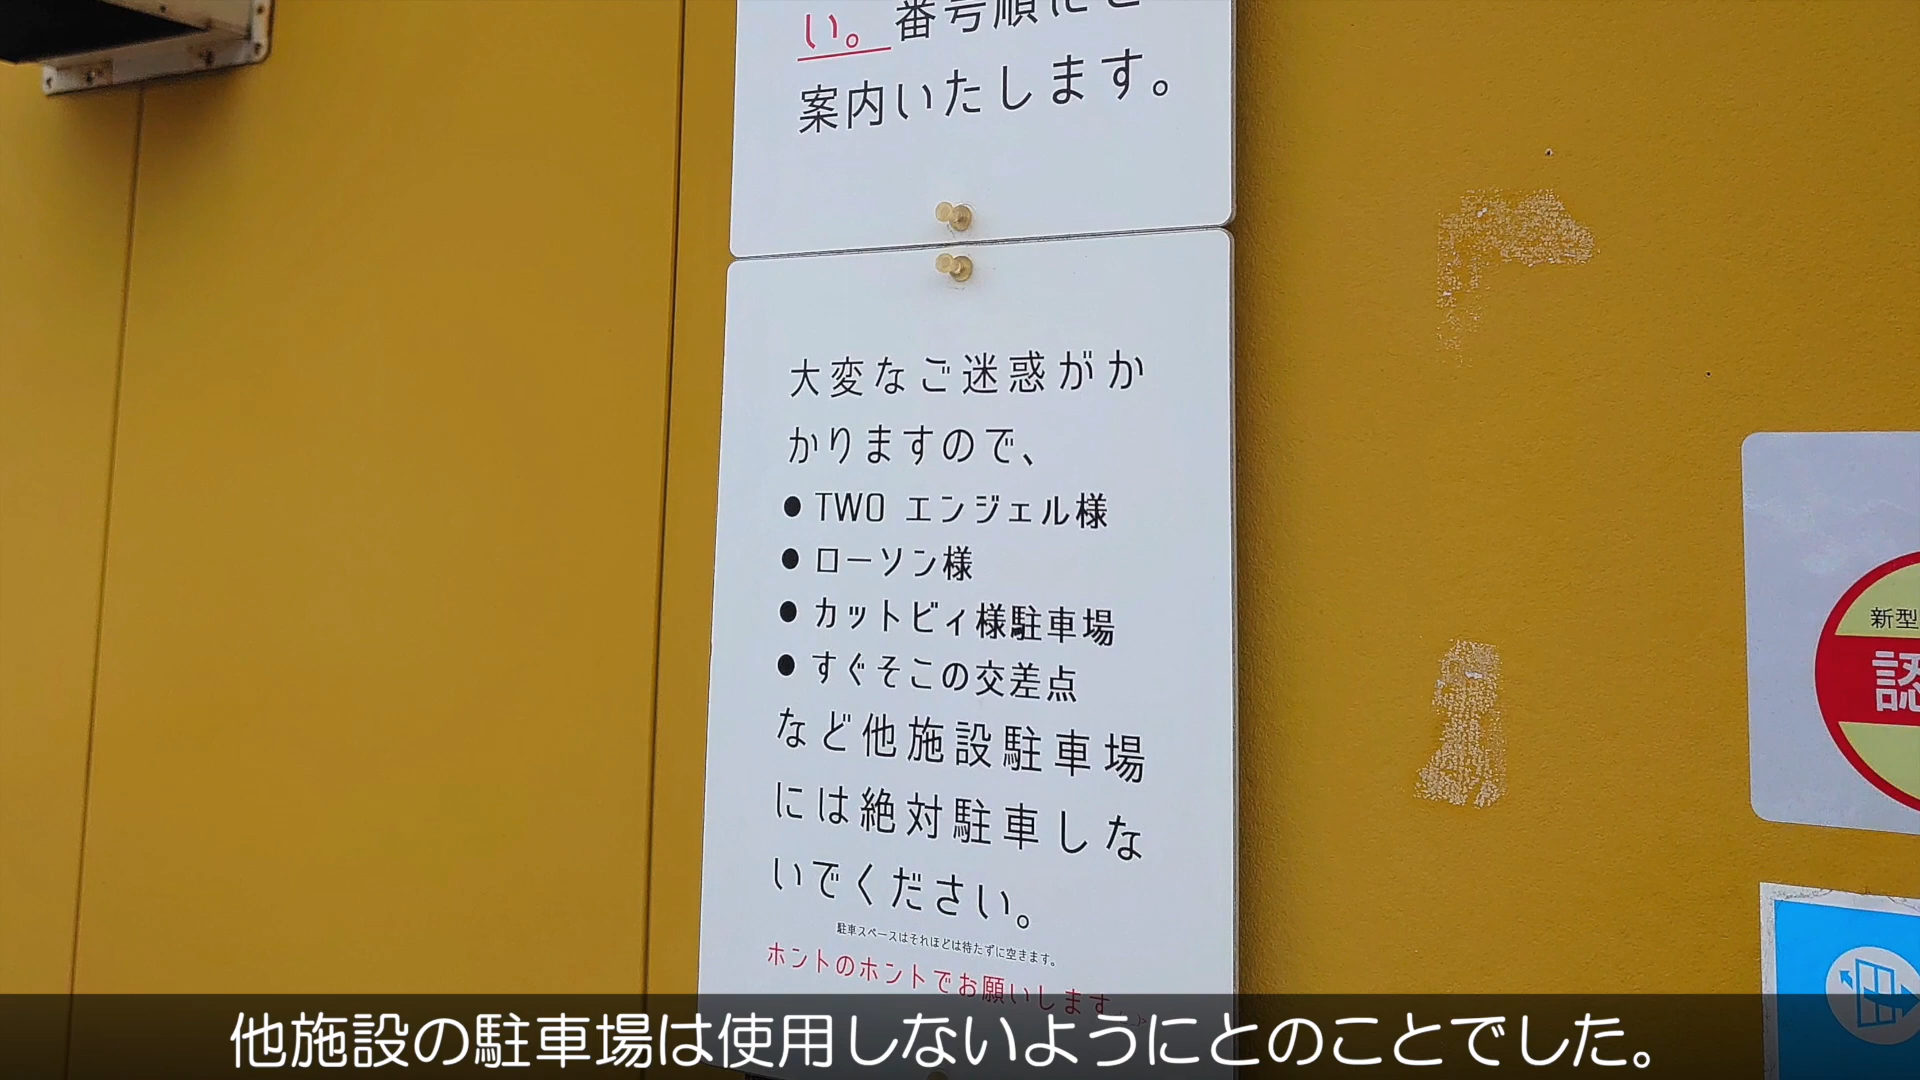 い。番号順にご
案内いたします。
大変なご迷惑がか
かりますので、
●TWO エンジェル様
●ローソン様
●カットビィ様駐車場
●すぐそこの交差点
など他施設駐車場
には絶対駐車しな
いでください。
駐車スペースはそれほどは待たずに空きます。
ホントのホントでお願いします
新型
認
他施設の駐車場は使用しないようにとのことでした。